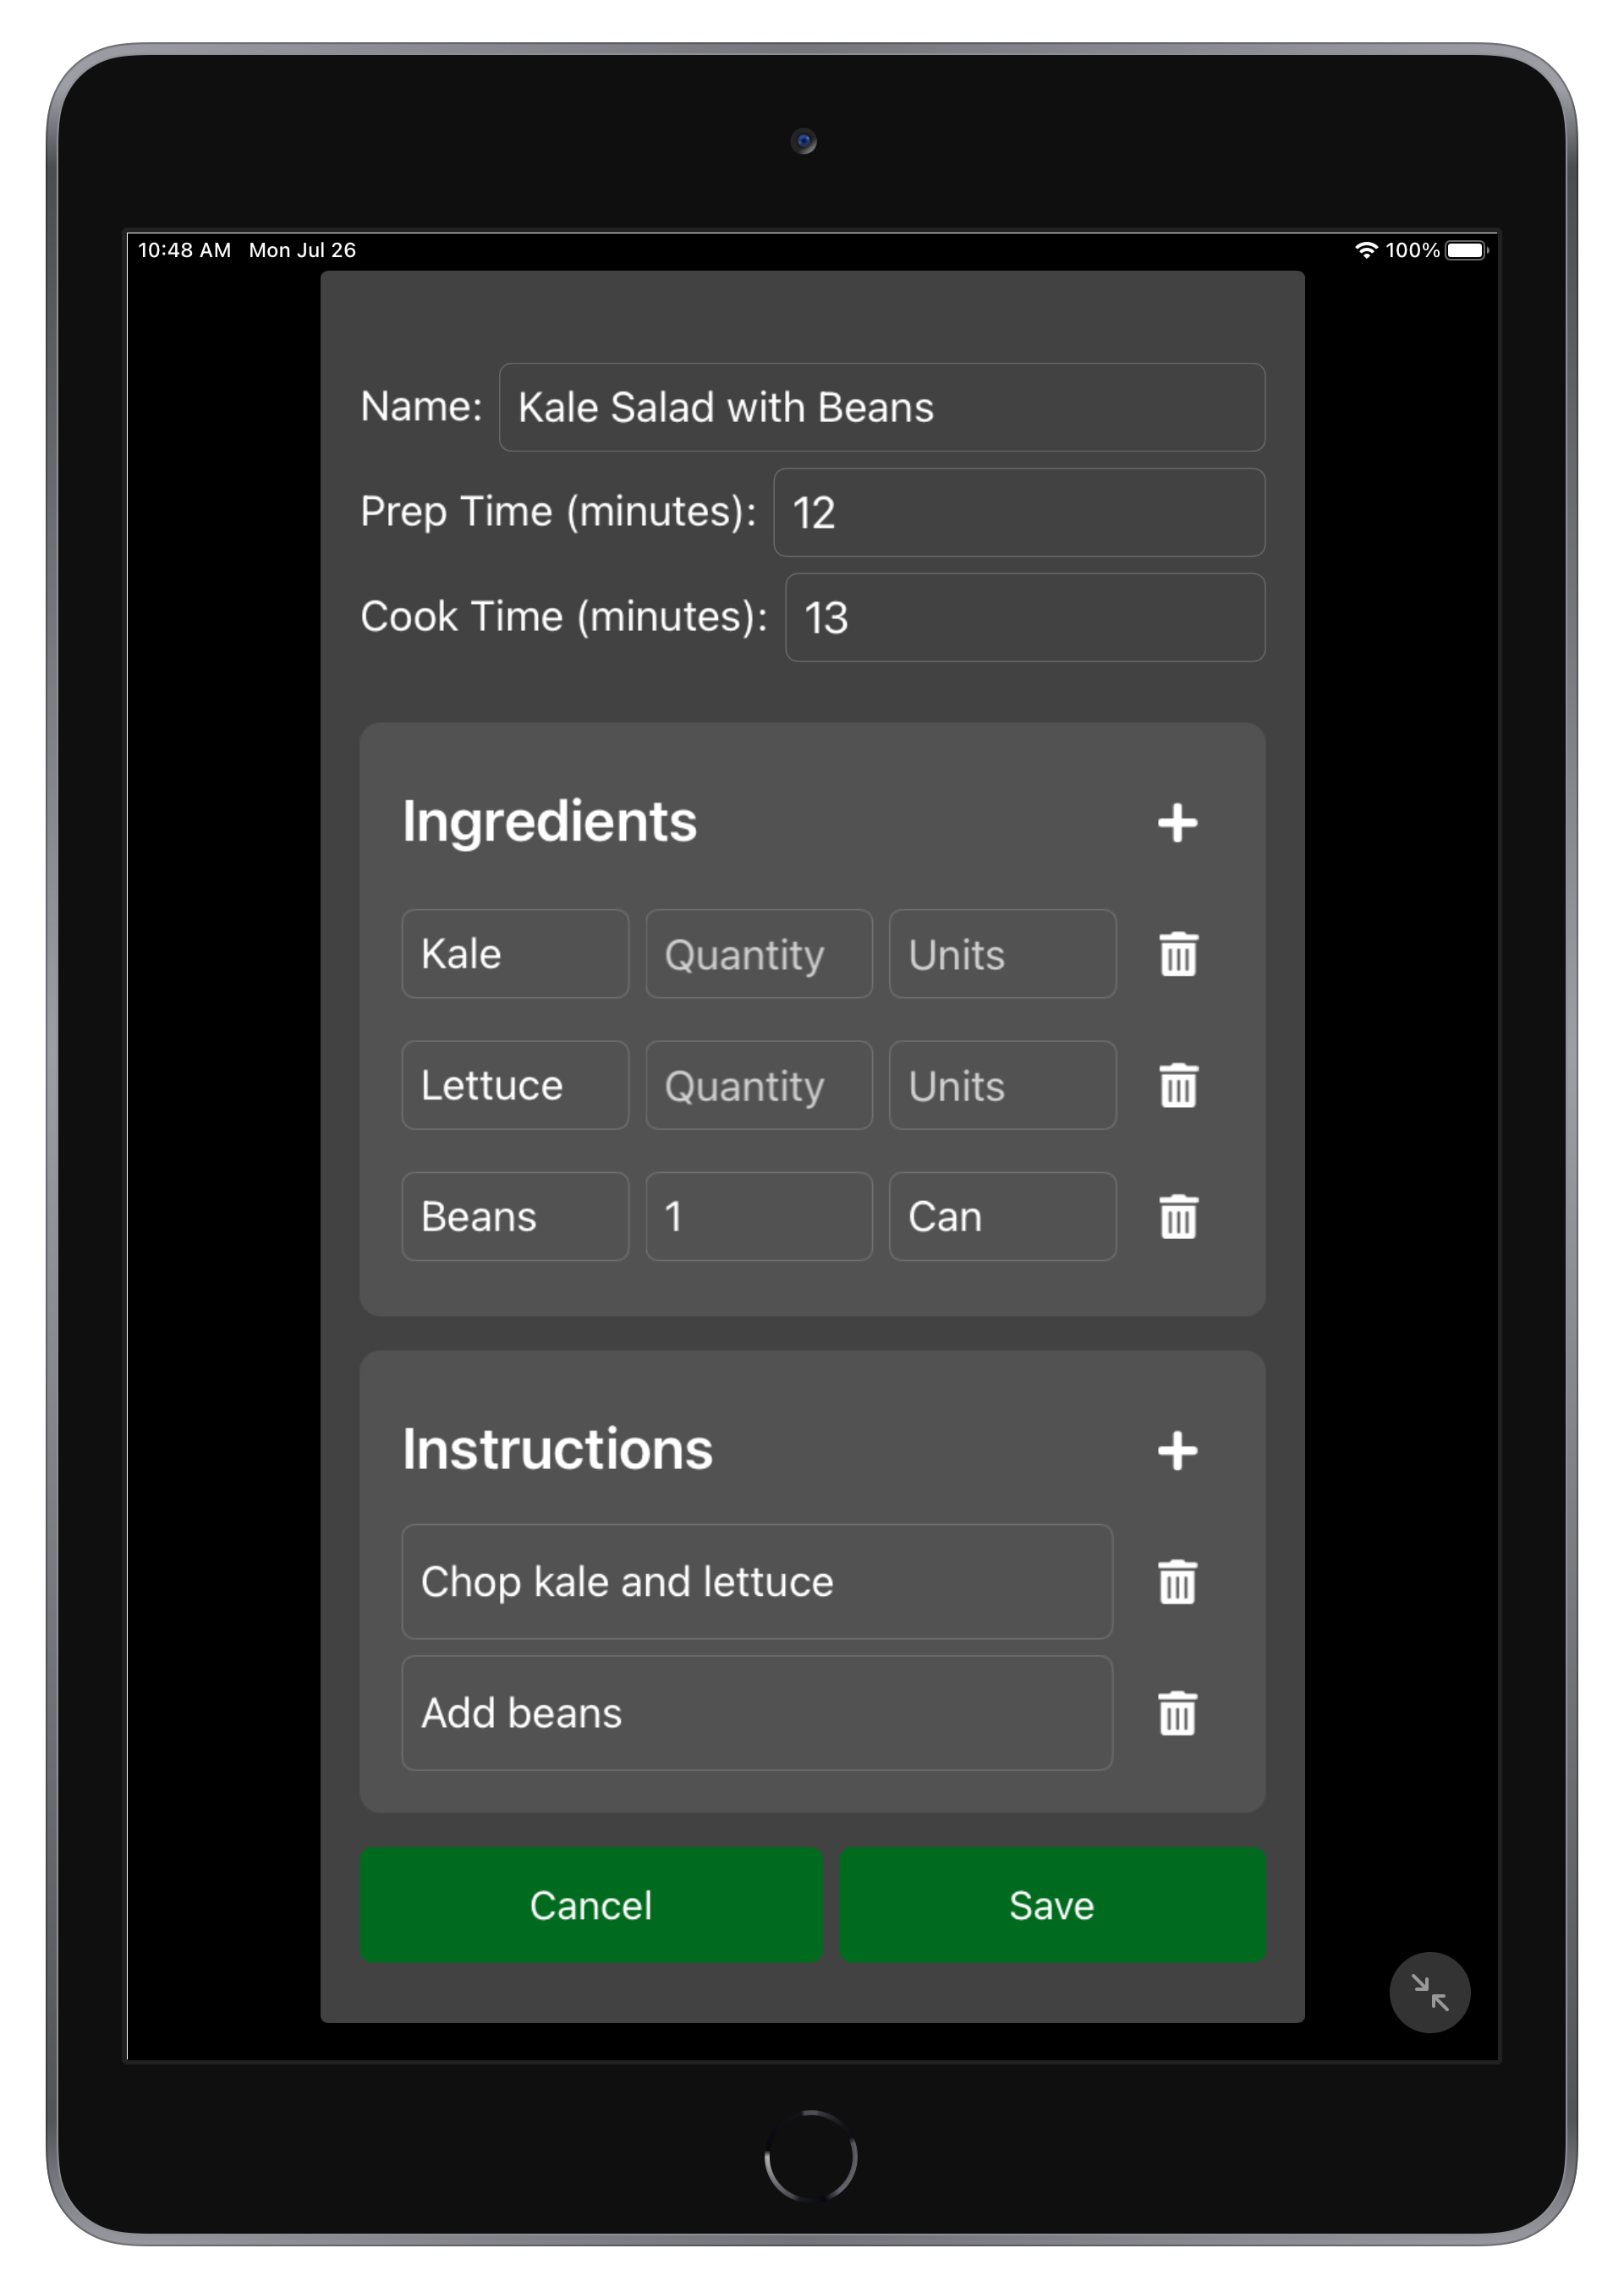 10:48 AM Mon Jul 26 100%
Name: Kale Salad with Beans
Prep Time (minutes): 12
Cook Time (minutes): 13
Ingredients
Kale Quantity Units
Lettuce Quantity Units
Beans 1 Can
Instructions
Chop kale and lettuce
Add beans
Cancel Save